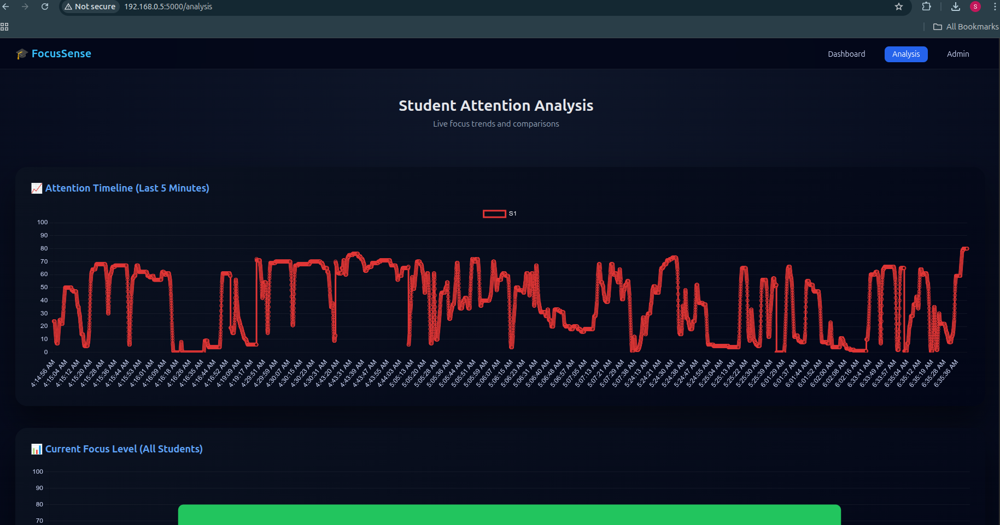 Not secure 192.168.0.5:5000/analysis
S
All Bookmarks
FocusSense
Dashboard
Analysis
Admin
Student Attention Analysis
Live focus trends and comparisons
Attention Timeline (Last 5 Minutes)
S1
100
90
80
70
60
50
40
30
20
10
0
4:14:56 AM
4:15:04 AM
4:15:12 AM
4:15:20 AM
4:15:28 AM
4:15:36 AM
4:15:44 AM
4:15:53 AM
4:16:01 AM
4:16:09 AM
4:16:18 AM
4:16:26 AM
4:16:35 AM
4:16:44 AM
4:16:52 AM
4:19:09 AM
4:19:17 AM
4:29:51 AM
4:29:59 AM
4:30:07 AM
4:30:15 AM
4:30:23 AM
4:30:31 AM
4:43:20 AM
4:43:31 AM
4:43:39 AM
4:43:47 AM
4:43:55 AM
4:44:03 AM
5:05:13 AM
5:05:20 AM
5:05:28 AM
5:05:36 AM
5:05:44 AM
5:05:51 AM
5:05:59 AM
5:06:07 AM
5:06:15 AM
5:06:23 AM
5:06:31 AM
5:06:40 AM
5:06:48 AM
5:06:57 AM
5:07:05 AM
5:07:13 AM
5:07:21 AM
5:07:29 AM
5:07:38 AM
5:24:13 AM
5:24:21 AM
5:24:30 AM
5:24:38 AM
5:24:47 AM
5:24:55 AM
5:25:04 AM
5:25:13 AM
5:25:22 AM
5:25:30 AM
5:25:39 AM
6:01:29 AM
6:01:37 AM
6:01:44 AM
6:01:52 AM
6:02:00 AM
6:02:08 AM
6:02:16 AM
6:33:41 AM
6:33:49 AM
6:33:57 AM
6:35:04 AM
6:35:12 AM
6:35:19 AM
6:35:28 AM
6:35:36 AM
Current Focus Level (All Students)
100
90
80
70